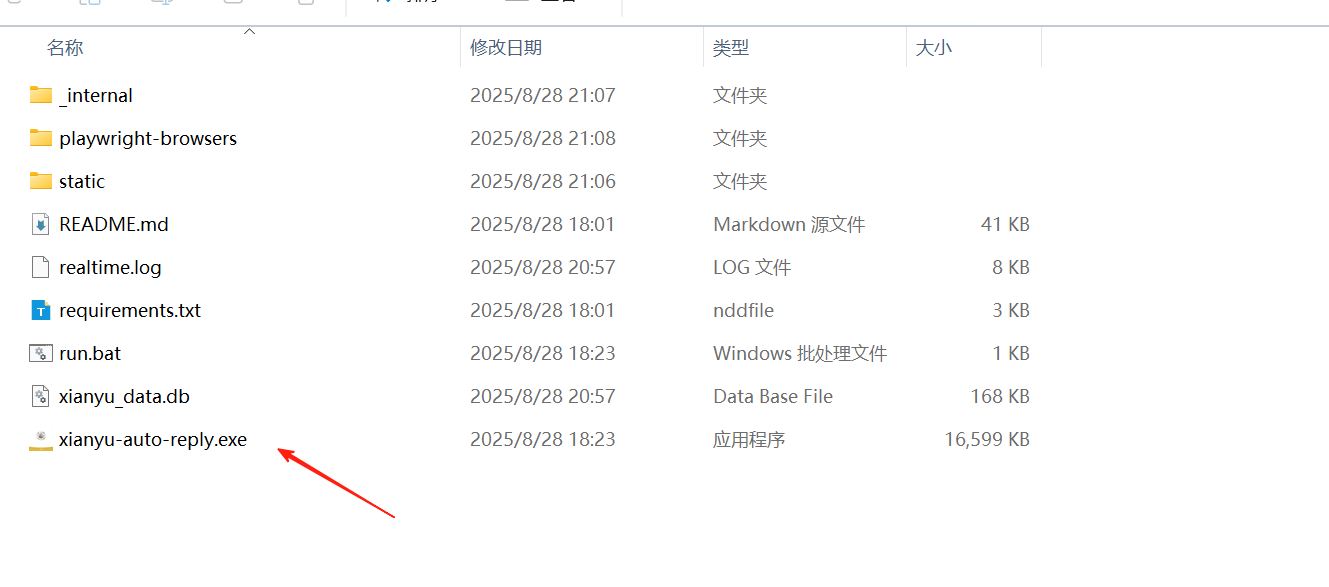 名称 修改日期 类型 大小
_internal 2025/8/28 21:07 文件夹
playwright-browsers 2025/8/28 21:08 文件夹
static 2025/8/28 21:06 文件夹
README.md 2025/8/28 18:01 Markdown 源文件 41 KB
realtime.log 2025/8/28 20:57 LOG 文件 8 KB
requirements.txt 2025/8/28 18:01 nddfile 3 KB
run.bat 2025/8/28 18:23 Windows 批处理文件 1 KB
xianyu_data.db 2025/8/28 20:57 Data Base File 168 KB
xianyu-auto-reply.exe 2025/8/28 18:23 应用程序 16,599 KB